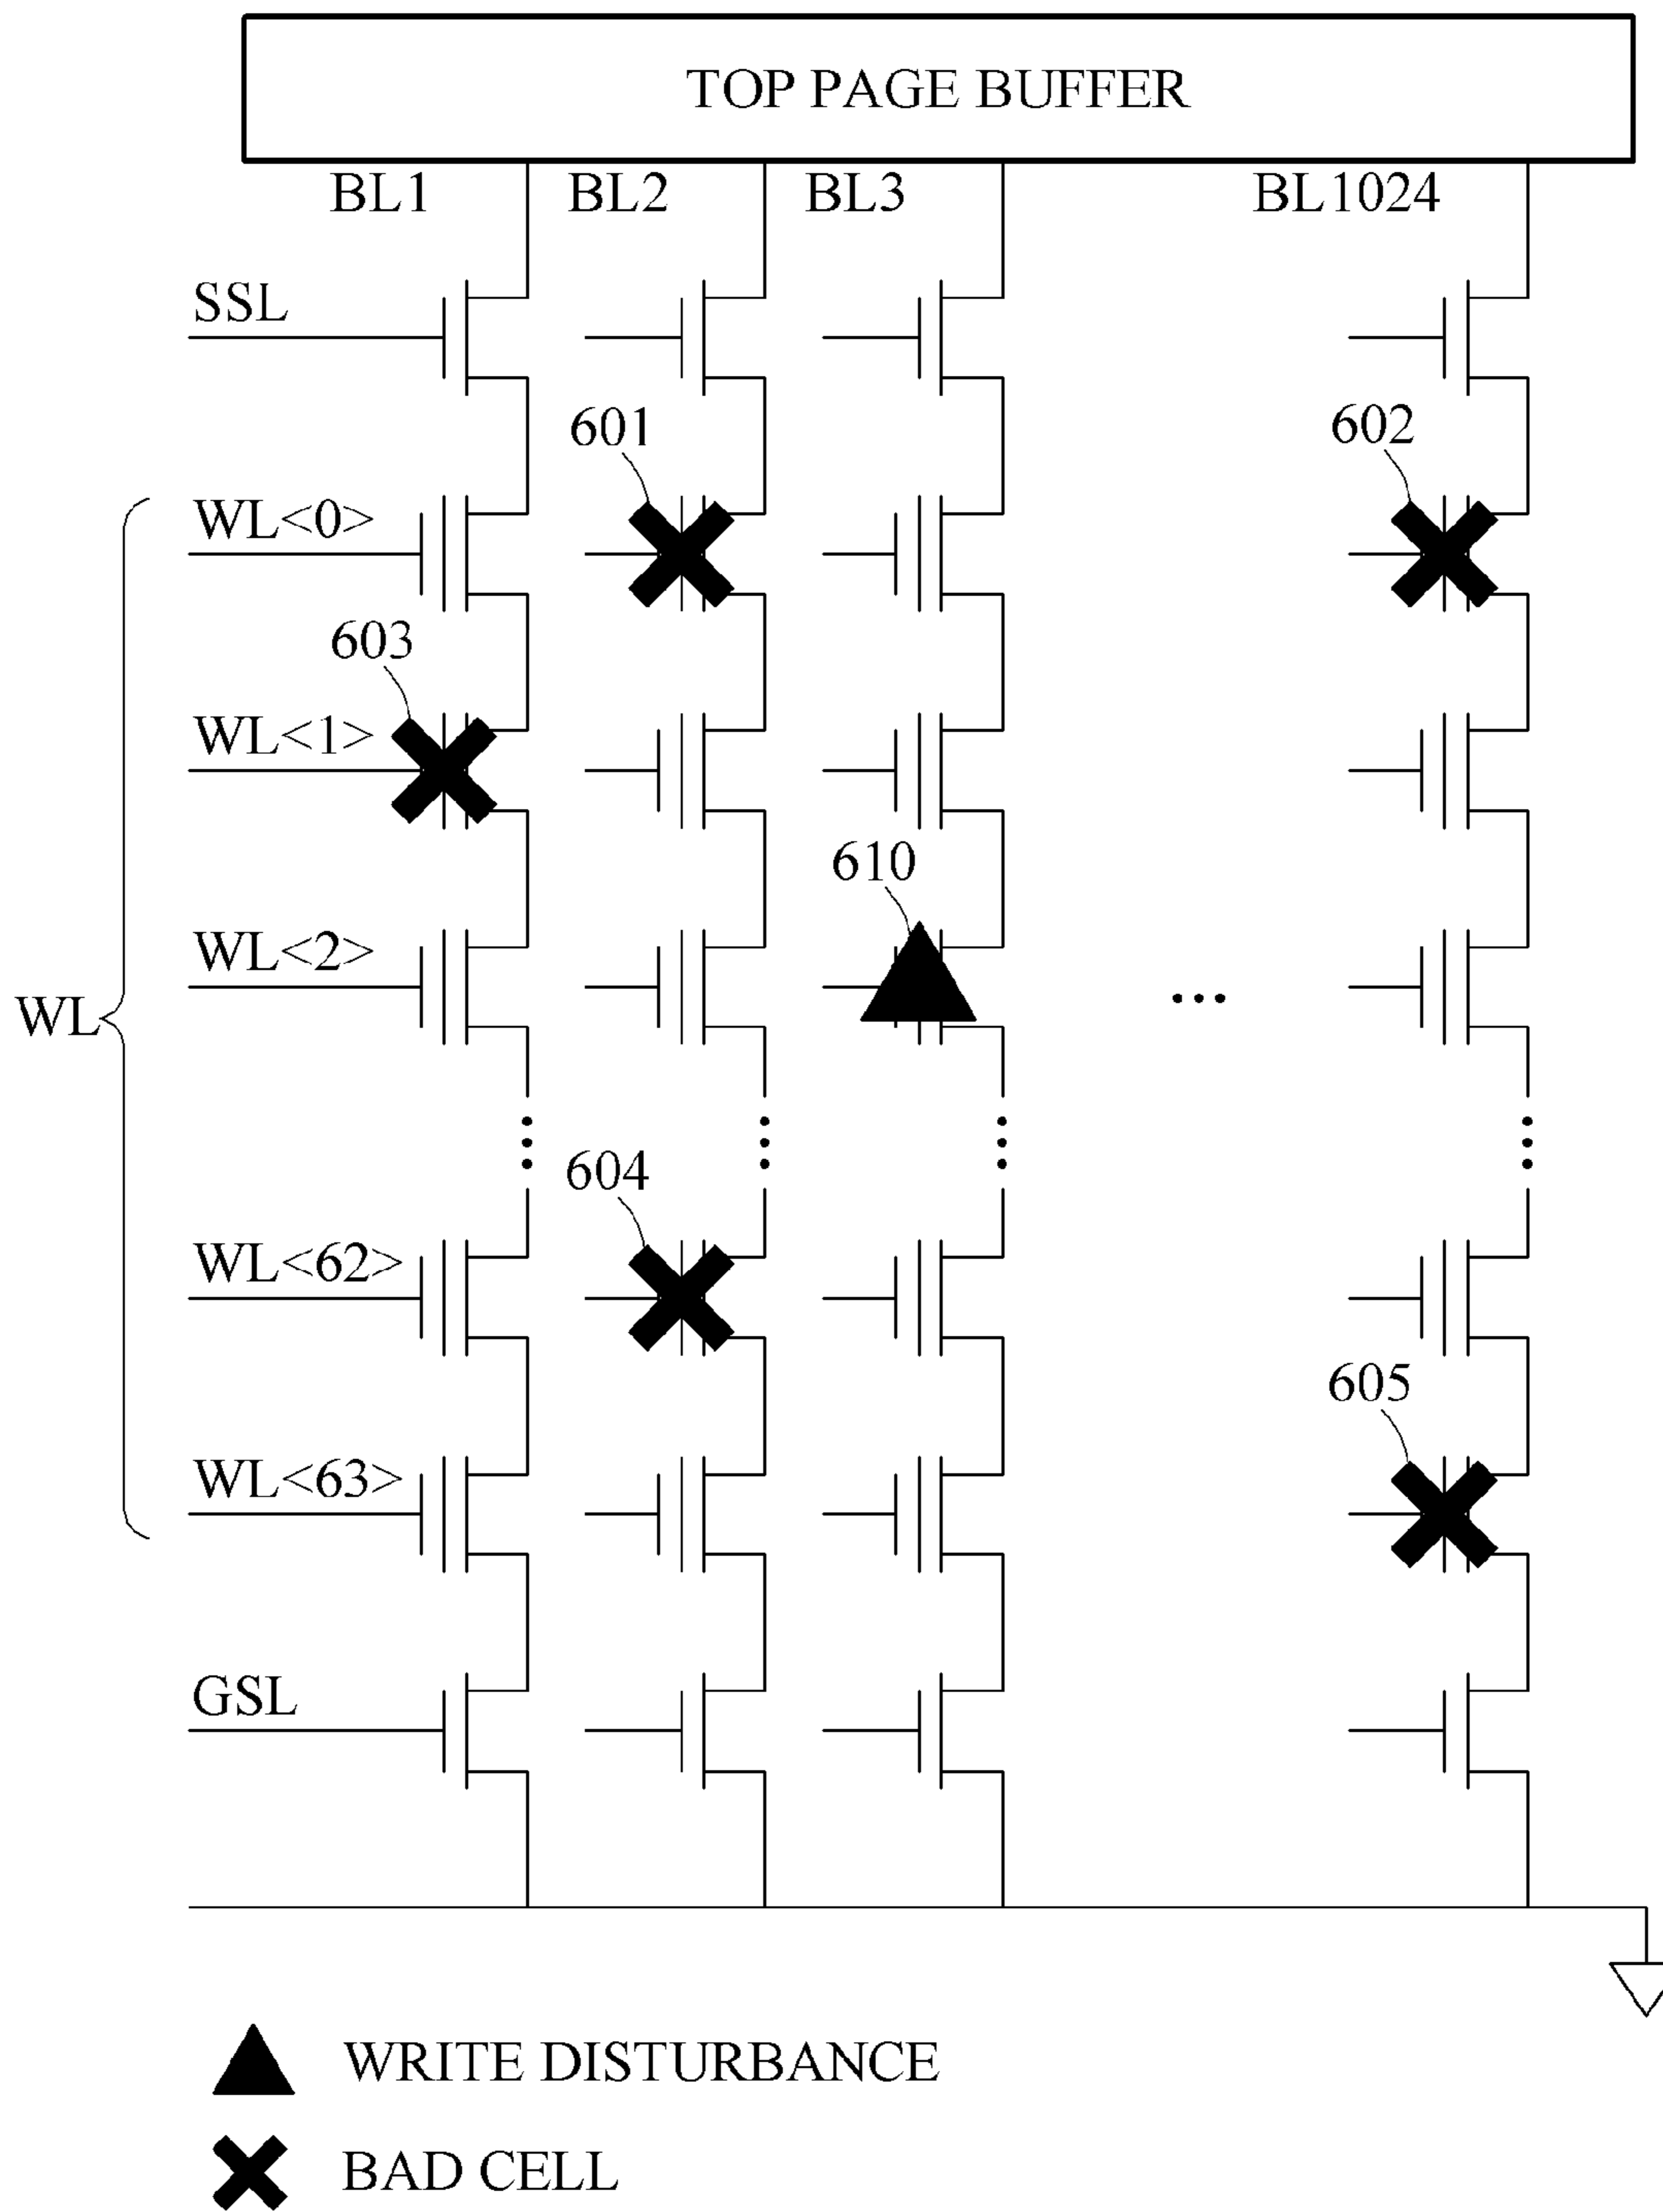 TOP PAGE BUFFER
BL1 BL2 BL3 BL1024
SSL
601 602
WL<0>
603
WL<1>
610
WL<2>
WL
...
604
WL<62>
605
WL<63>
GSL
WRITE DISTURBANCE
BAD CELL